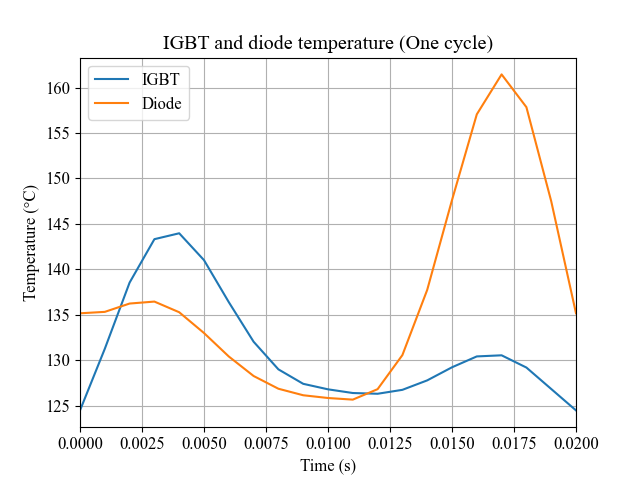 IGBT and diode temperature (One cycle)
IGBT
Diode
Temperature (°C)
160
155
150
145
140
135
130
125
0.0000 0.0025 0.0050 0.0075 0.0100 0.0125 0.0150 0.0175 0.0200
Time (s)